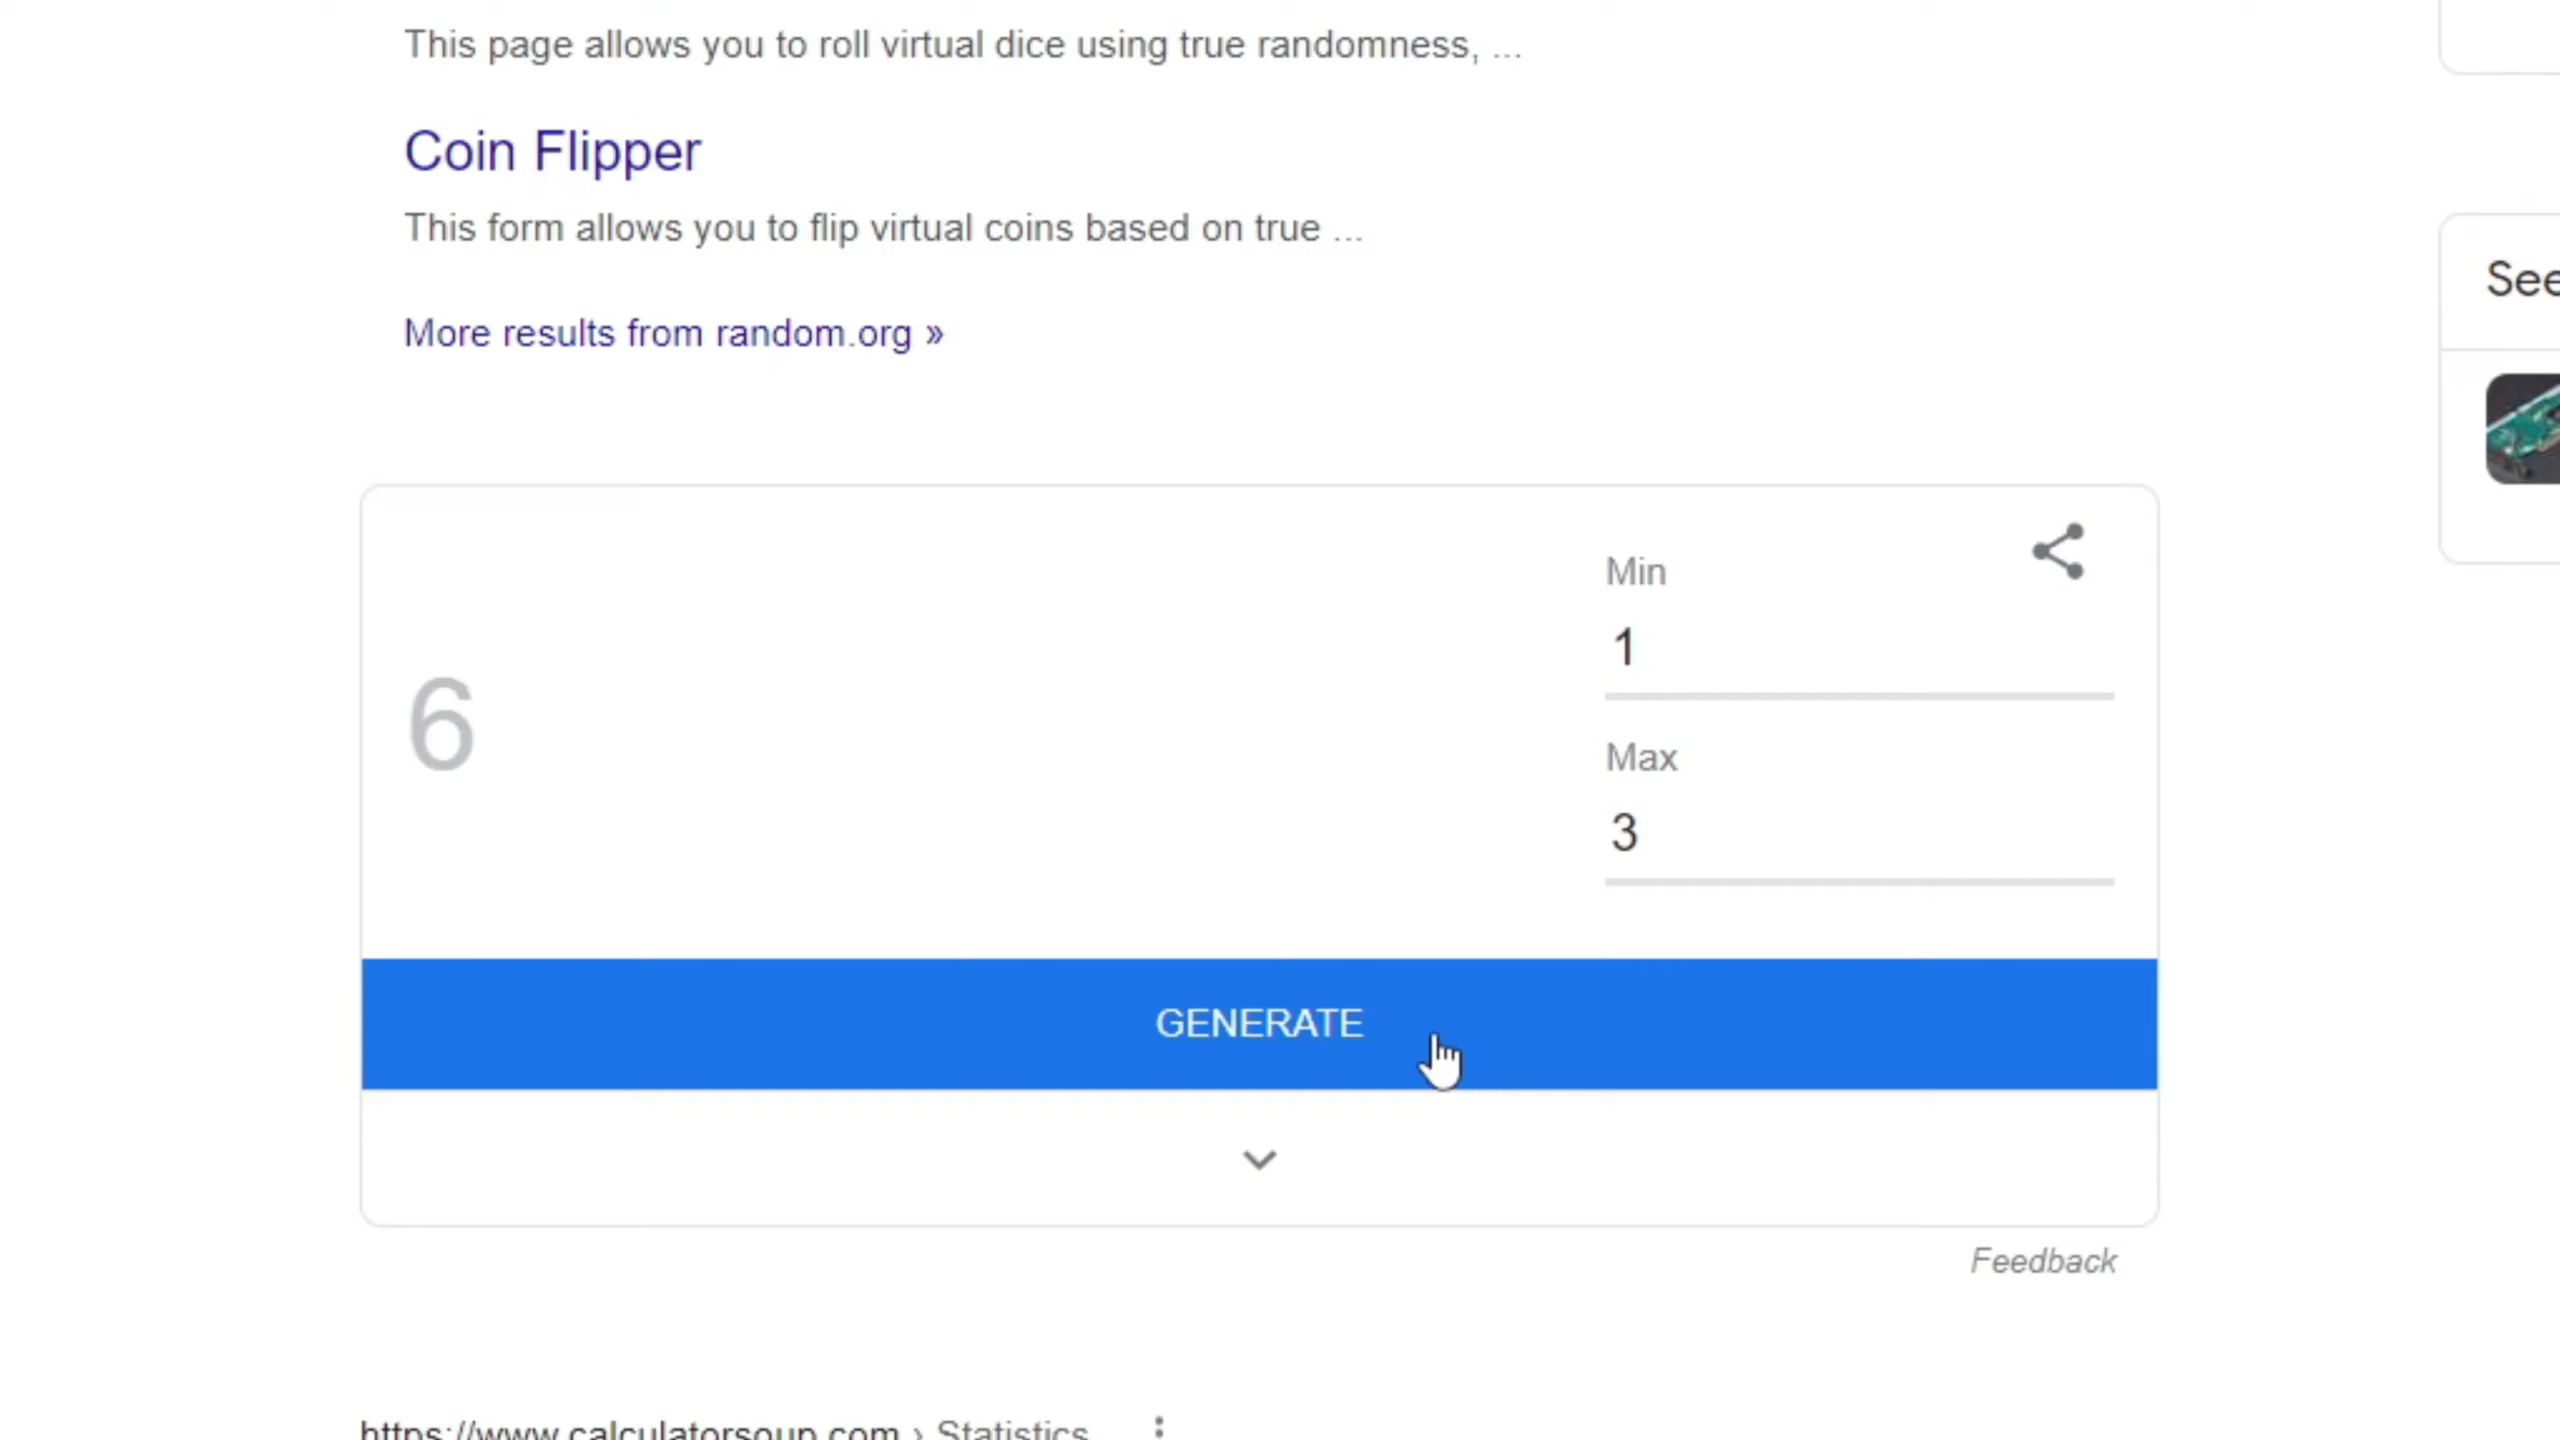 This page allows you to roll virtual dice using true randomness, ...
Coin Flipper
This form allows you to flip virtual coins based on true ...
More results from random.org »
See
Min
1
6
Max
3
GENERATE
Feedback
https://www.calculatorsoup.com › Statistics